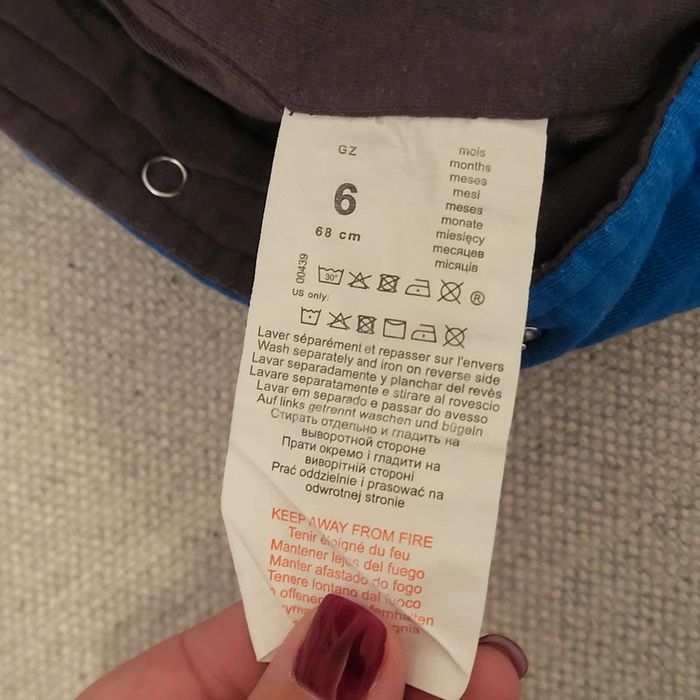 GZ
6
68 cm
mois
months
meses
mesi
meses
monate
miesięcy
месяцев
місяців
00439
30°
®
US only:
Laver séparément et repasser sur l'envers
Wash separately and iron on reverse side
Lavar separadamente y planchar del revès
Lavare separatamente e stirare al rovescio
Lavar em separado e passar do avesso
Auf links getrennt waschen und bügeln
Стирать отдельно и гладить на
выворотной стороне
Прати окремо і гладити на
виворітній стороні
Prać oddzielnie i prasować na
odwrotnej stronie
KEEP AWAY FROM FIRE
Tenir éloigné du feu
Mantener lejos del fuego
Manter afastado do fogo
Tenere lontano dal fuoco